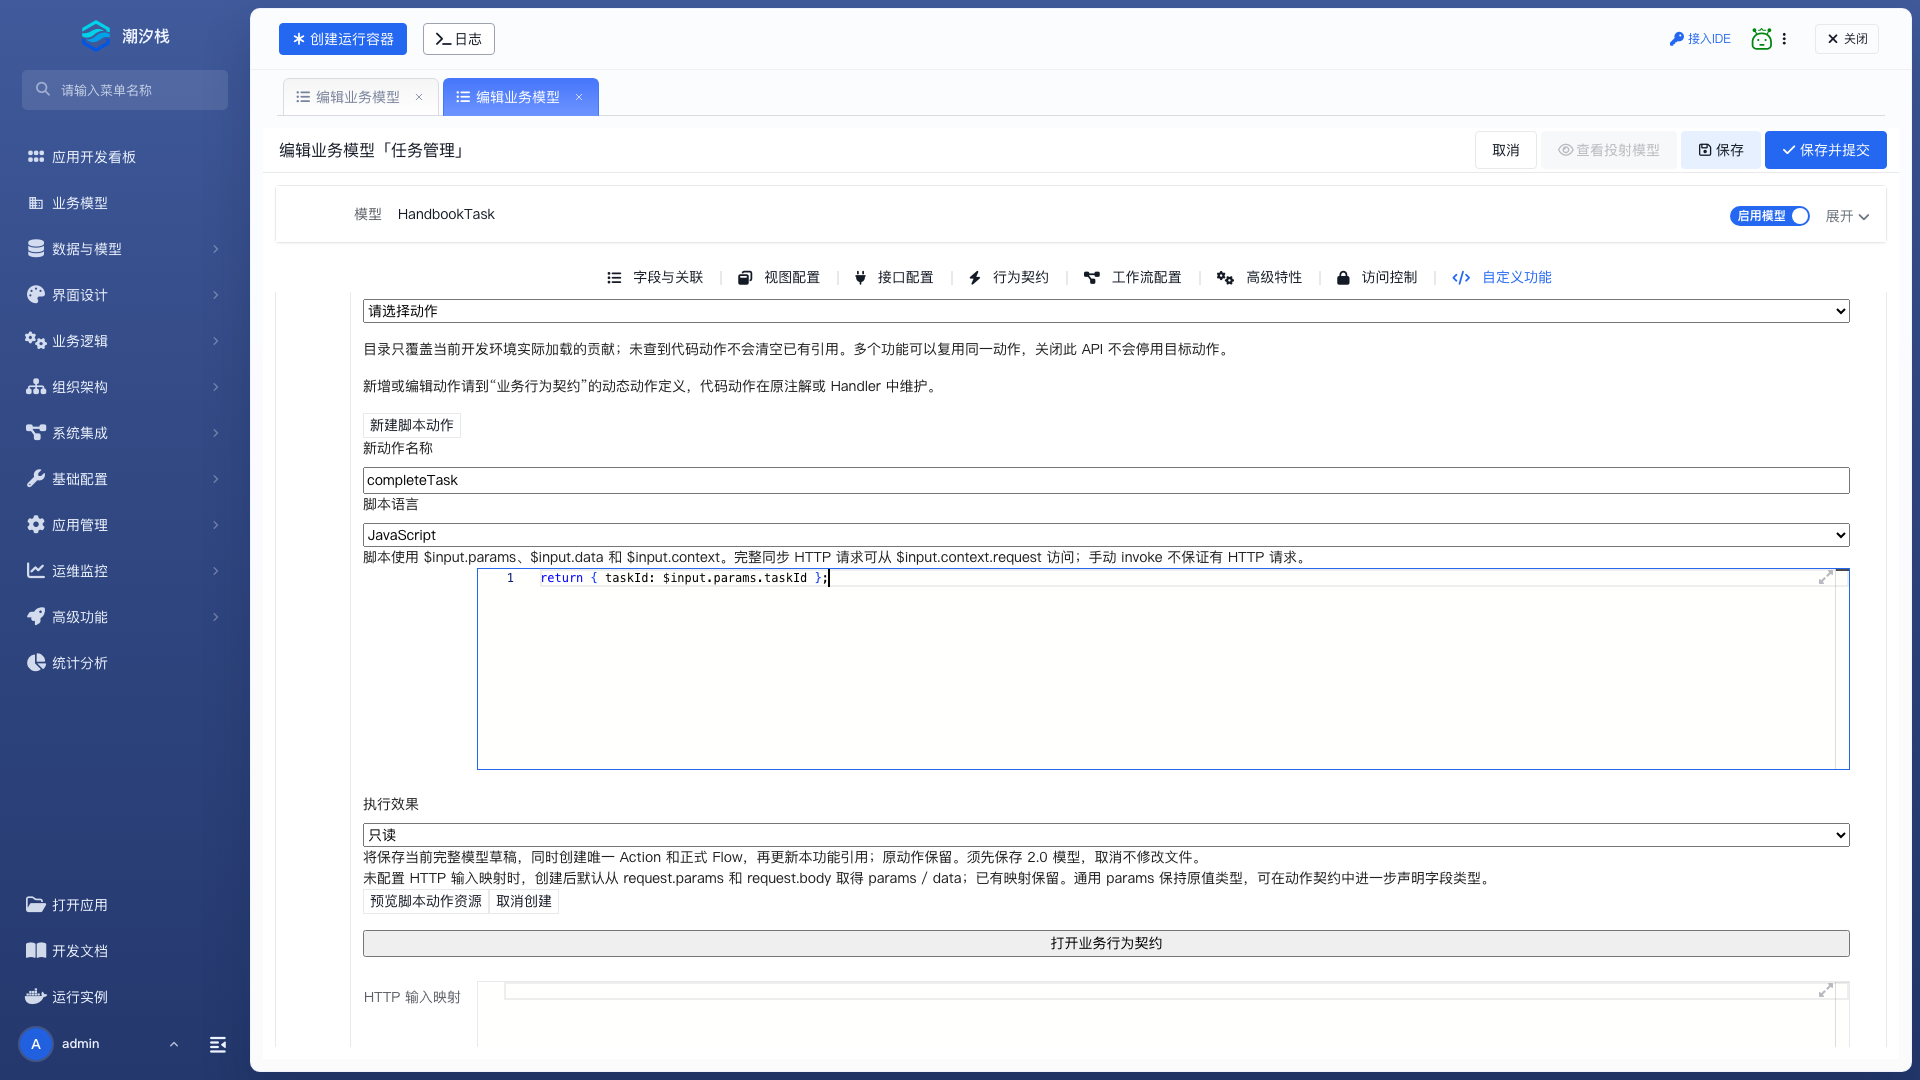 潮汐栈
请输入菜单名称
应用开发看板
业务模型
数据与模型
界面设计
业务逻辑
组织架构
系统集成
基础配置
应用管理
运维监控
高级功能
统计分析
打开应用
开发文档
运行实例
A admin
创建运行容器 日志 接入IDE 关闭
编辑业务模型 编辑业务模型
编辑业务模型「任务管理」 取消 查看投射模型 保存 保存并提交
模型 HandbookTask 启用模型 展开
字段与关联 视图配置 接口配置 行为契约 工作流配置 高级特性 访问控制 自定义功能
请选择动作
目录只覆盖当前开发环境实际加载的贡献；未查到代码动作不会清空已有引用。多个功能可以复用同一动作，关闭此 API 不会停用目标动作。
新增或编辑动作请到“业务行为契约”的动态动作定义，代码动作在原注解或 Handler 中维护。
新建脚本动作
新动作名称
completeTask
脚本语言
JavaScript
脚本使用 $input.params、$input.data 和 $input.context。完整同步 HTTP 请求可从 $input.context.request 访问；手动 invoke 不保证有 HTTP 请求。
1 return { taskId: $input.params.taskId };
执行效果
只读
将保存当前完整模型草稿，同时创建唯一 Action 和正式 Flow，再更新本功能引用；原动作保留。须先保存 2.0 模型，取消不修改文件。
未配置 HTTP 输入映射时，创建后默认从 request.params 和 request.body 取得 params / data；已有映射保留。通用 params 保持原值类型，可在动作契约中进一步声明字段类型。
预览脚本动作资源 取消创建
打开业务行为契约
HTTP 输入映射